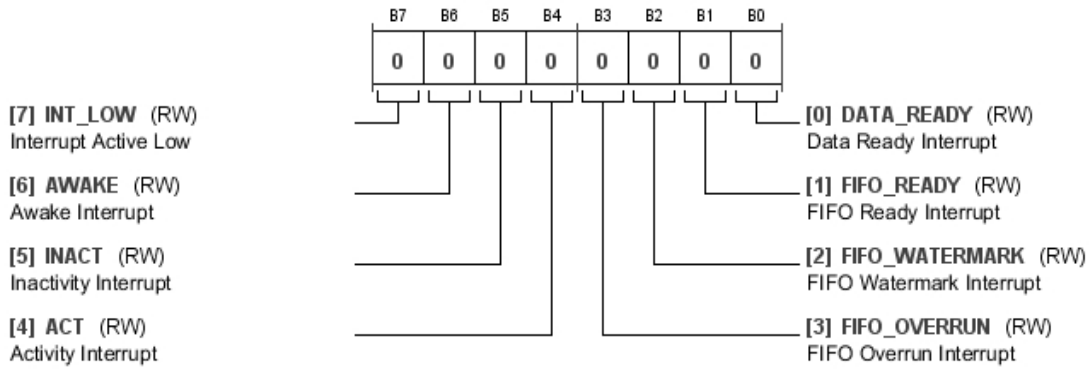 B7 B6 B5 B4 B3 B2 B1 B0
0 0 0 0 0 0 0 0
[7] INT_LOW (RW)
Interrupt Active Low
[6] AWAKE (RW)
Awake Interrupt
[5] INACT (RW)
Inactivity Interrupt
[4] ACT (RW)
Activity Interrupt
[0] DATA_READY (RW)
Data Ready Interrupt
[1] FIFO_READY (RW)
FIFO Ready Interrupt
[2] FIFO_WATERMARK (RW)
FIFO Watermark Interrupt
[3] FIFO_OVERRUN (RW)
FIFO Overrun Interrupt